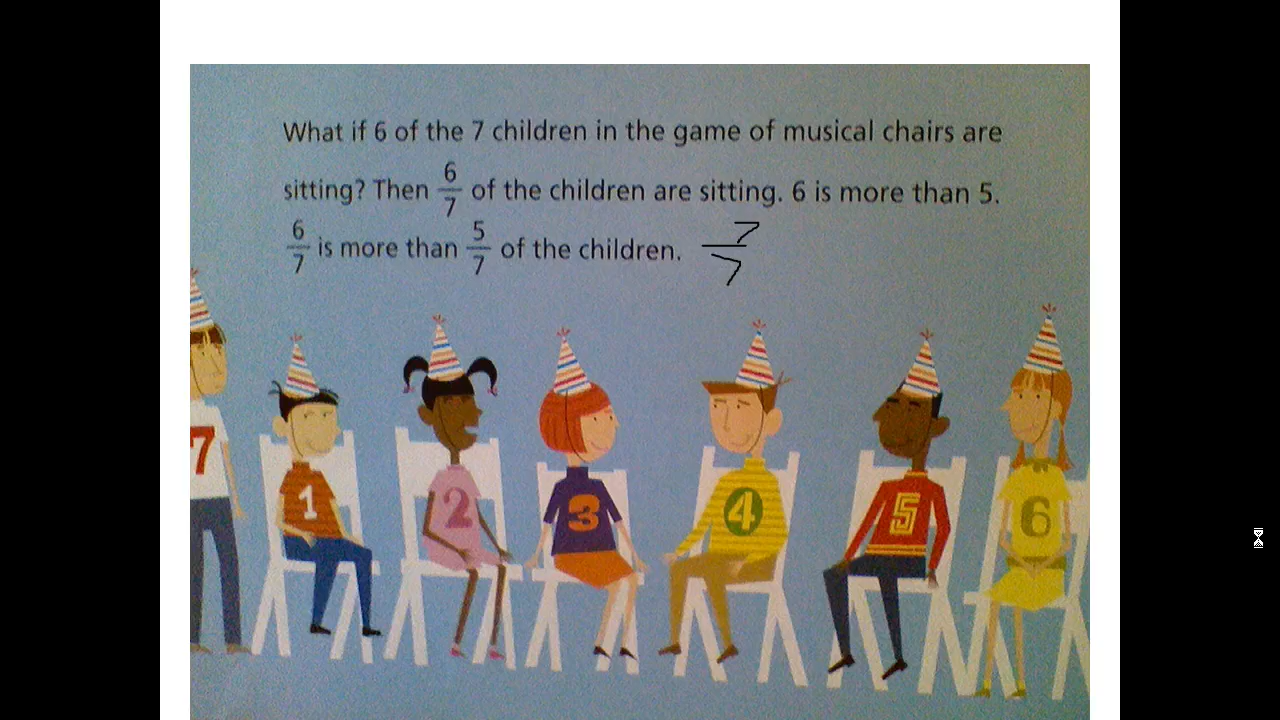 What if 6 of the 7 children in the game of musical chairs are
sitting? Then 6/7 of the children are sitting. 6 is more than 5.
6/7 is more than 5/7 of the children. 7/7
7 1 2 3 4 5 6